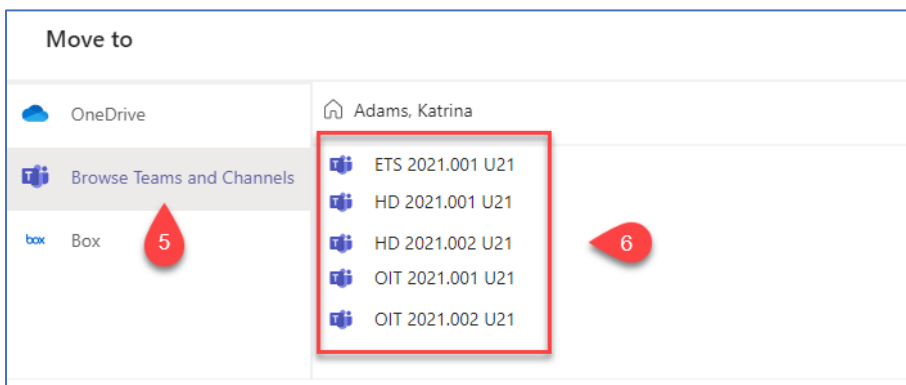 Move to
OneDrive
Browse Teams and Channels
box Box
5
Adams, Katrina
ETS 2021.001 U21
HD 2021.001 U21
HD 2021.002 U21
OIT 2021.001 U21
OIT 2021.002 U21
6